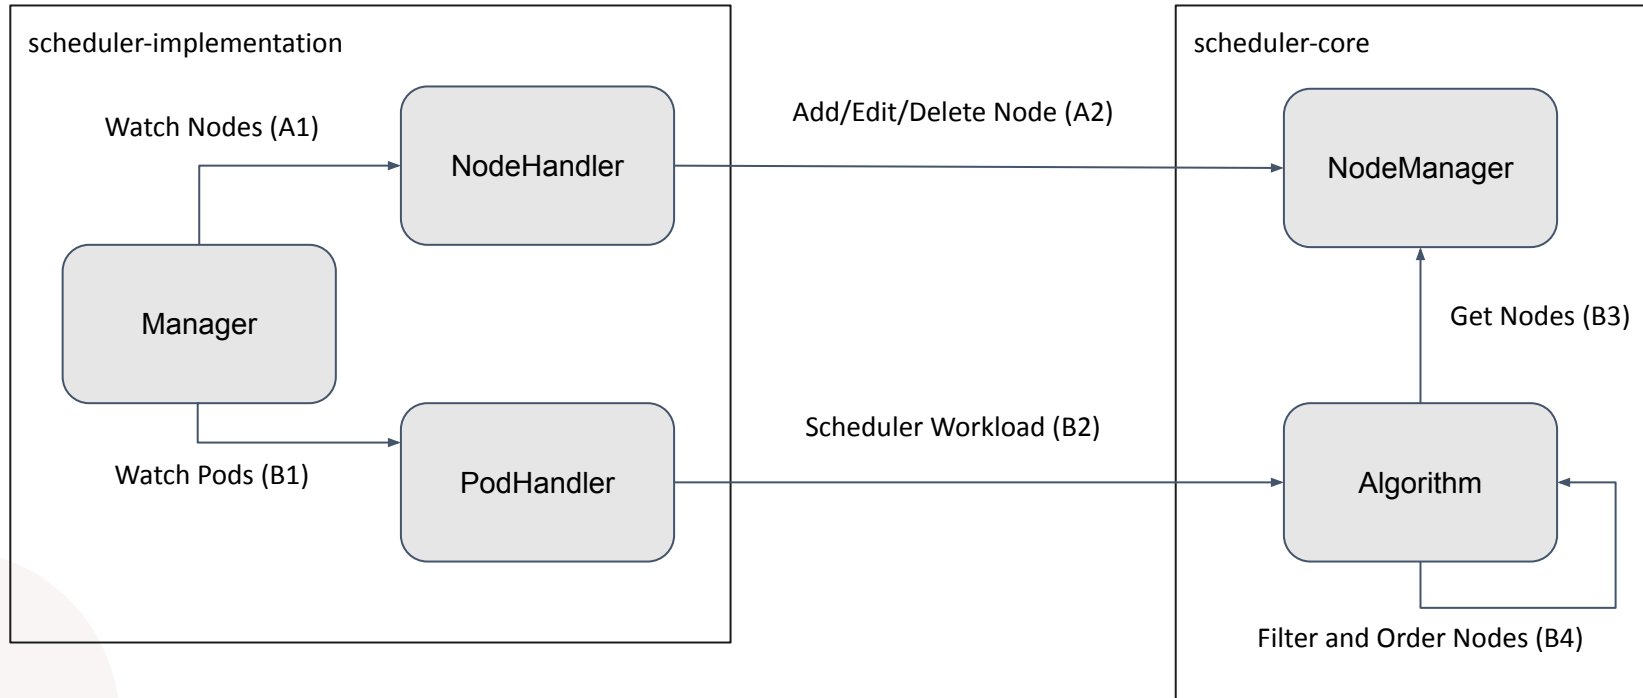 scheduler-implementation
scheduler-core
Watch Nodes (A1)
NodeHandler
Add/Edit/Delete Node (A2)
NodeManager
Manager
Get Nodes (B3)
Watch Pods (B1)
PodHandler
Scheduler Workload (B2)
Algorithm
Filter and Order Nodes (B4)